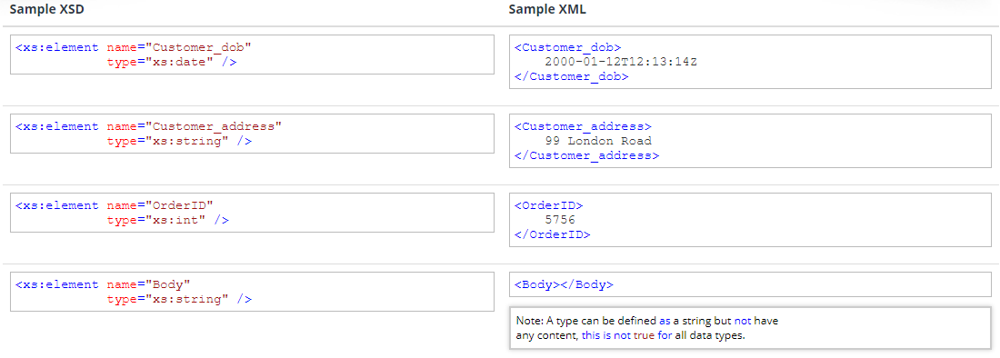 Sample XSD
Sample XML
<xs:element name="Customer_dob"
type="xs:date" />
<Customer_dob>
2000-01-12T12:13:14Z
</Customer_dob>
<xs:element name="Customer_address"
type="xs:string" />
<Customer_address>
99 London Road
</Customer_address>
<xs:element name="OrderID"
type="xs:int" />
<OrderID>
5756
</OrderID>
<xs:element name="Body"
type="xs:string" />
<Body></Body>
Note: A type can be defined as a string but not have
any content, this is not true for all data types.